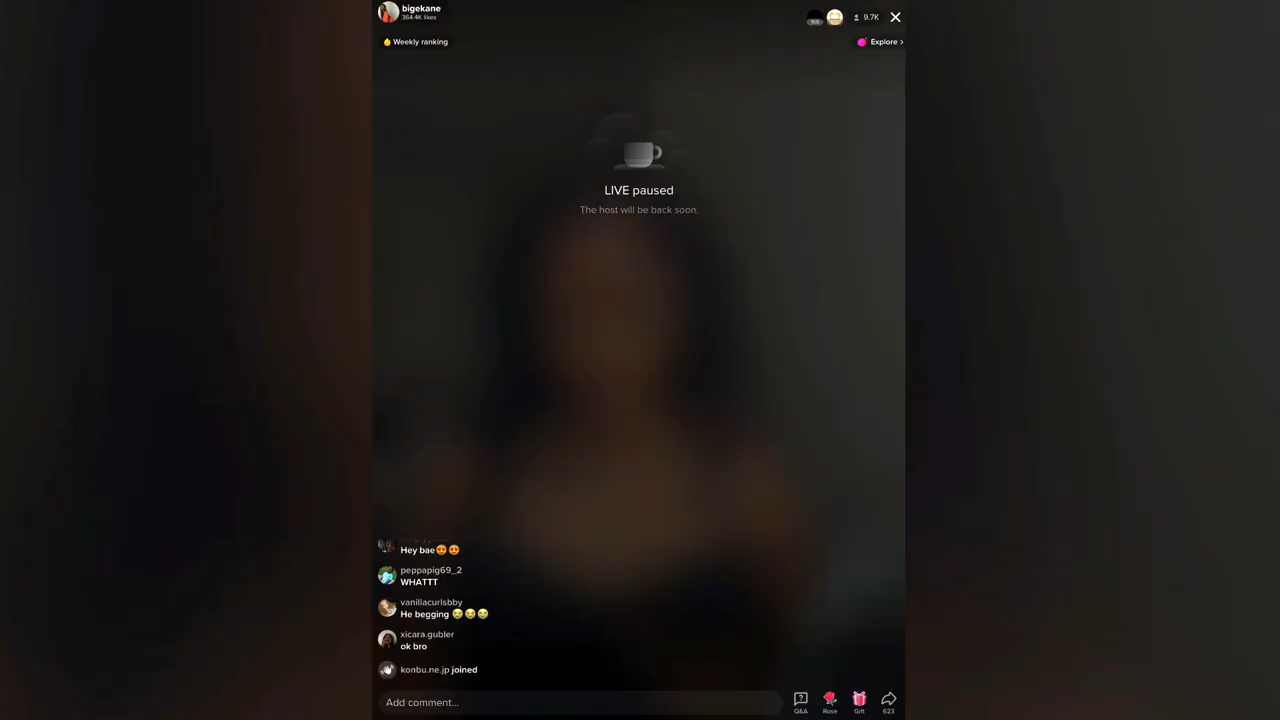 bigekane
364.4K likes
9.7K
Weekly ranking
Explore >
LIVE paused
The host will be back soon.
Hey bae😍😍
peppapig69_2
WHATTT
vanillacurlsbby
He begging 😭😭😭
xicara.gubler
ok bro
konbu.ne.jp joined
Add comment...
Q&A
Rose
Gift
623